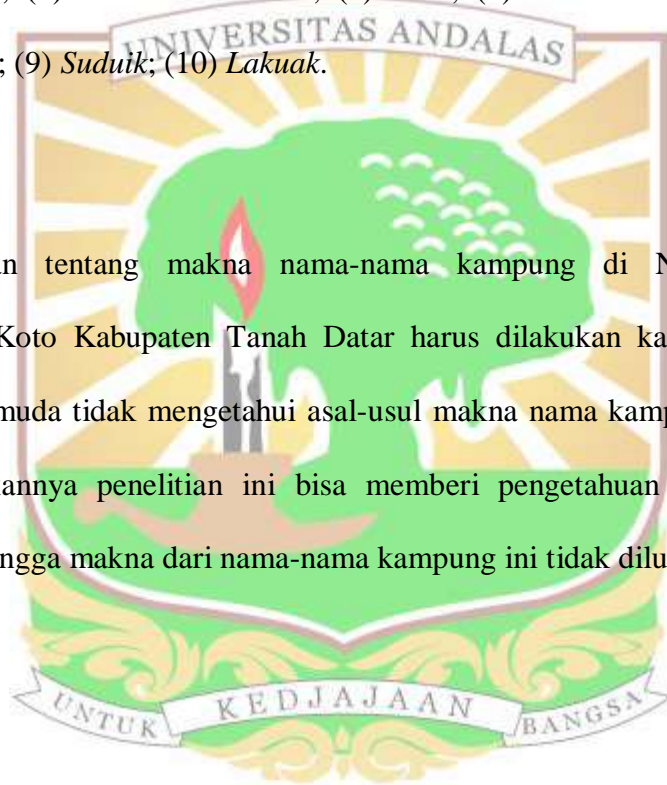 UNIVERSITAS ANDALAS
; (9) Suduik; (10) Lakuak.
an tentang makna nama-nama kampung di N
Koto Kabupaten Tanah Datar harus dilakukan ka
muda tidak mengetahui asal-usul makna nama kamp
annya penelitian ini bisa memberi pengetahuan
ngga makna dari nama-nama kampung ini tidak dilu
UNTUK KEDJAJAAN BANGSA